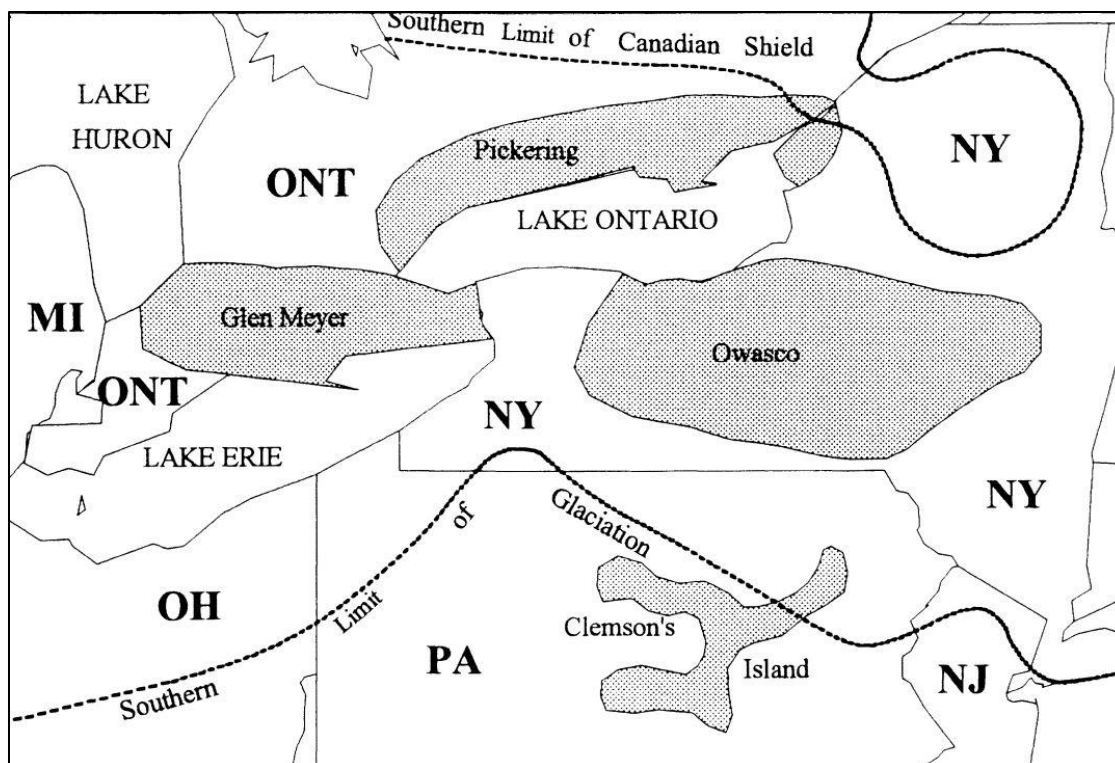 Southern Limit of Canadian Shield
LAKE
HURON
NY
Pickering
ONT
LAKE ONTARIO
MI
Glen Meyer
Owasco
ONT
NY
LAKE ERIE
NY
Southern Limit of Glaciation
OH
Clemson's
Island
PA
NJ